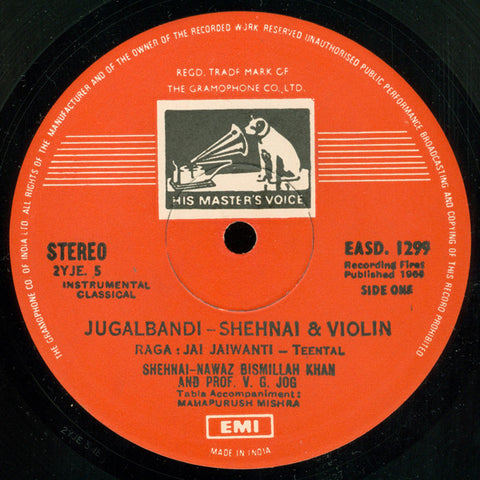 ALL RIGHTS OF THE MANUFACTURER AND OF THE OWNER OF THE RECORDED WORK RESERVED UNAUTHORISED PUBLIC PERFORMANCE BROADCASTING AND COPYING OF THIS RECORD PROHIBITED
THE GRAMOPHONE CO. OF INDIA LTD
REGD. TRADE MARK OF
THE GRAMOPHONE CO., LTD.
HIS MASTER'S VOICE
STEREO
2YJE. 5
INSTRUMENTAL
CLASSICAL
EASD. 1299
Recording First
Published 1964
SIDE ONE
JUGALBANDI – SHEHNAI & VIOLIN
RAGA : JAI JAIWANTI – TEENTAL
SHEHNAI-NAWAZ BISMILLAH KHAN
AND PROF. V. G. JOG
Tabla Accompaniment:
MAHAPURUSH MISHRA
EMI
MADE IN INDIA